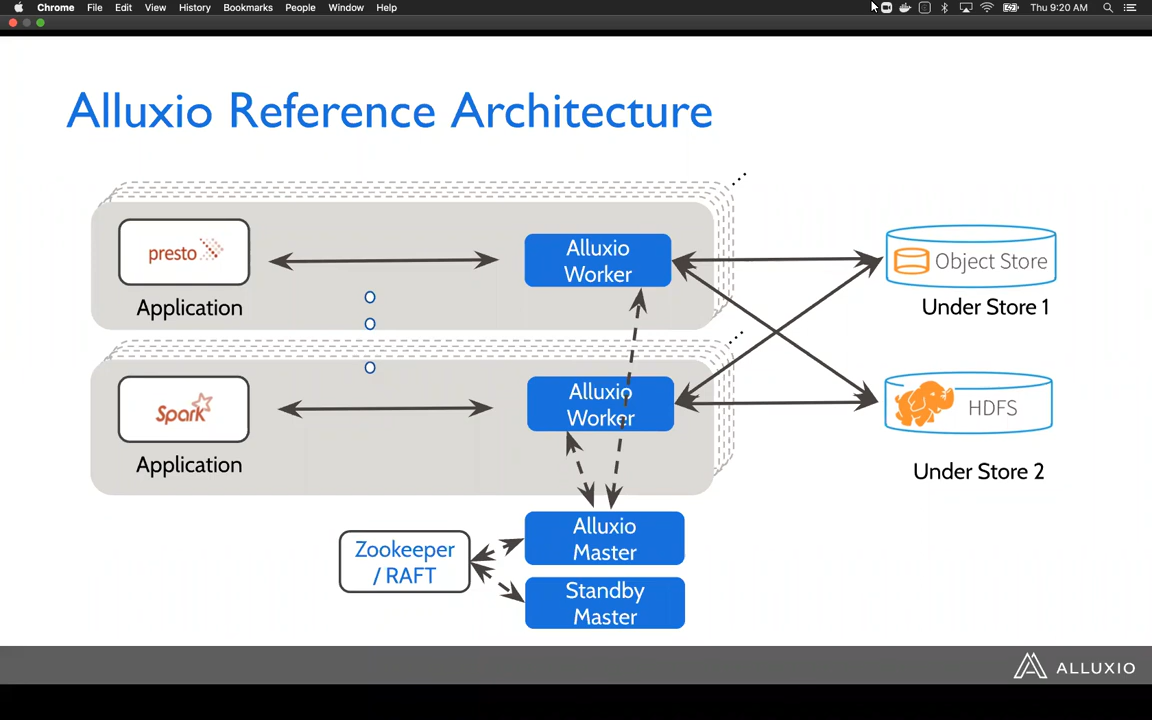 Chrome File Edit View History Bookmarks People Window Help Thu 9:20 AM
Alluxio Reference Architecture
presto
Application
Alluxio
Worker
Object Store
Under Store 1
Spark
Application
Alluxio
Worker
HDFS
Under Store 2
Zookeeper
/ RAFT
Alluxio
Master
Standby
Master
ALLUXIO